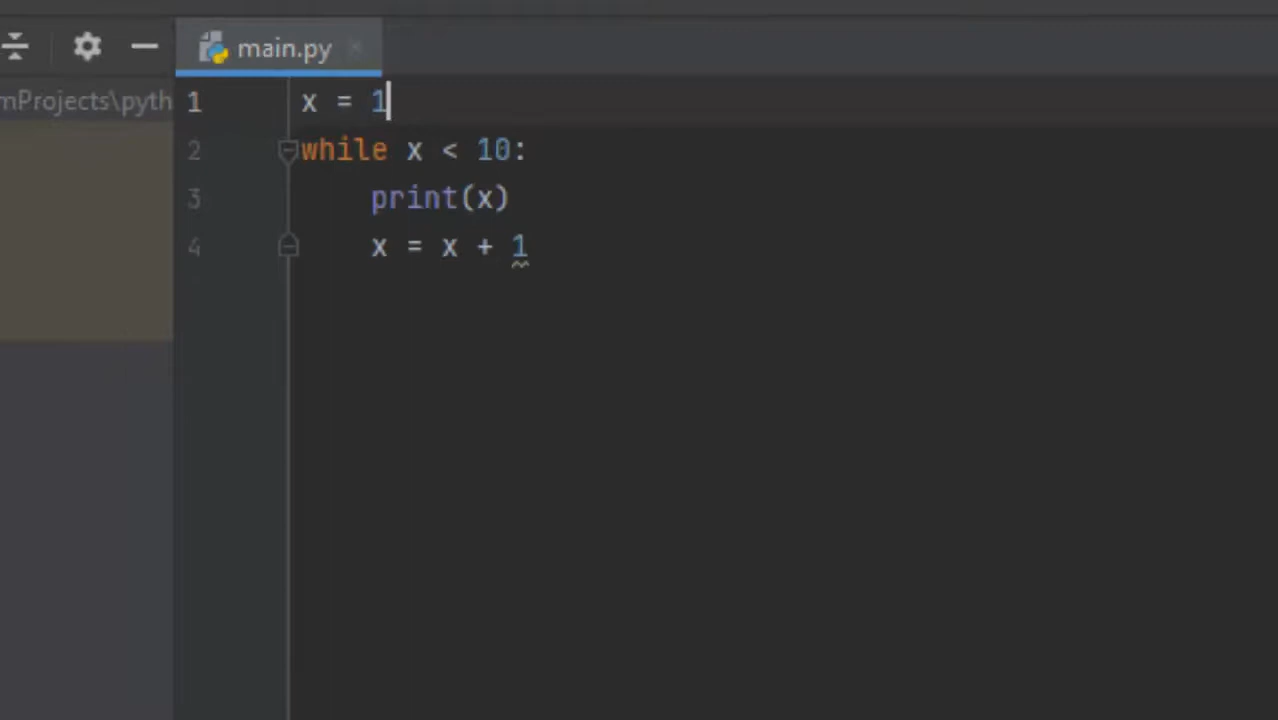 main.py
mProjects\pyth
1 x = 1
2 while x < 10:
3     print(x)
4     x = x + 1